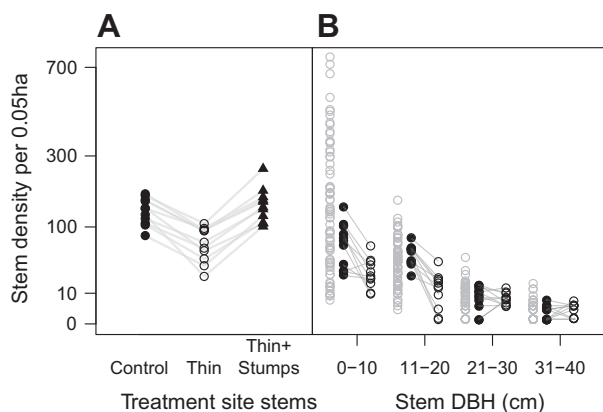 A
B
Stem density per 0.05ha
700
300
100
10
0
Control
Thin
Thin+
Stumps
0−10
11−20
21−30
31−40
Treatment site stems
Stem DBH (cm)